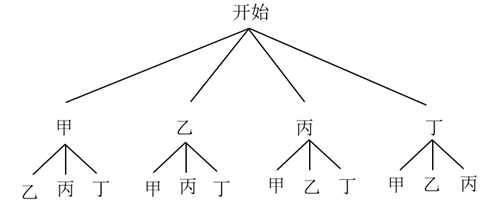 开始
甲 乙 丙 丁
乙 丙 丁 甲 丙 丁 甲 乙 丁 甲 乙 丙